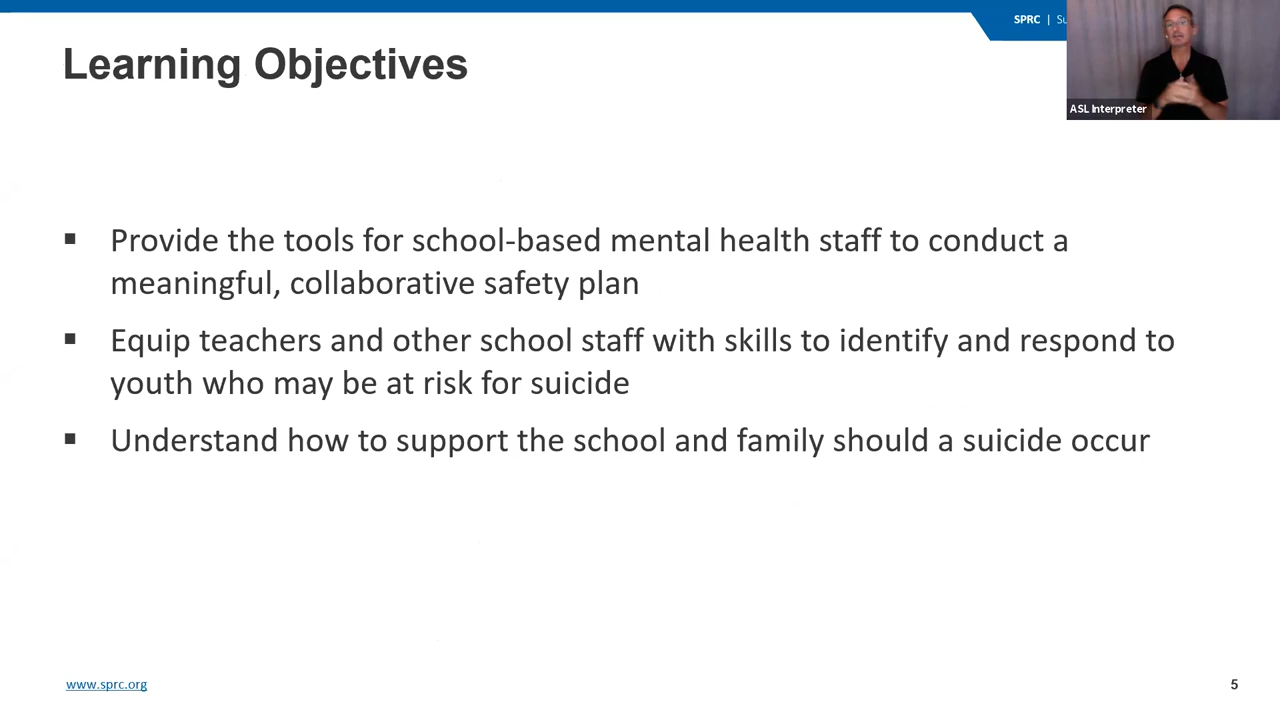 SPRC |
Learning Objectives
ASL Interpreter
▪ Provide the tools for school-based mental health staff to conduct a
meaningful, collaborative safety plan
▪ Equip teachers and other school staff with skills to identify and respond to
youth who may be at risk for suicide
▪ Understand how to support the school and family should a suicide occur
www.sprc.org
5